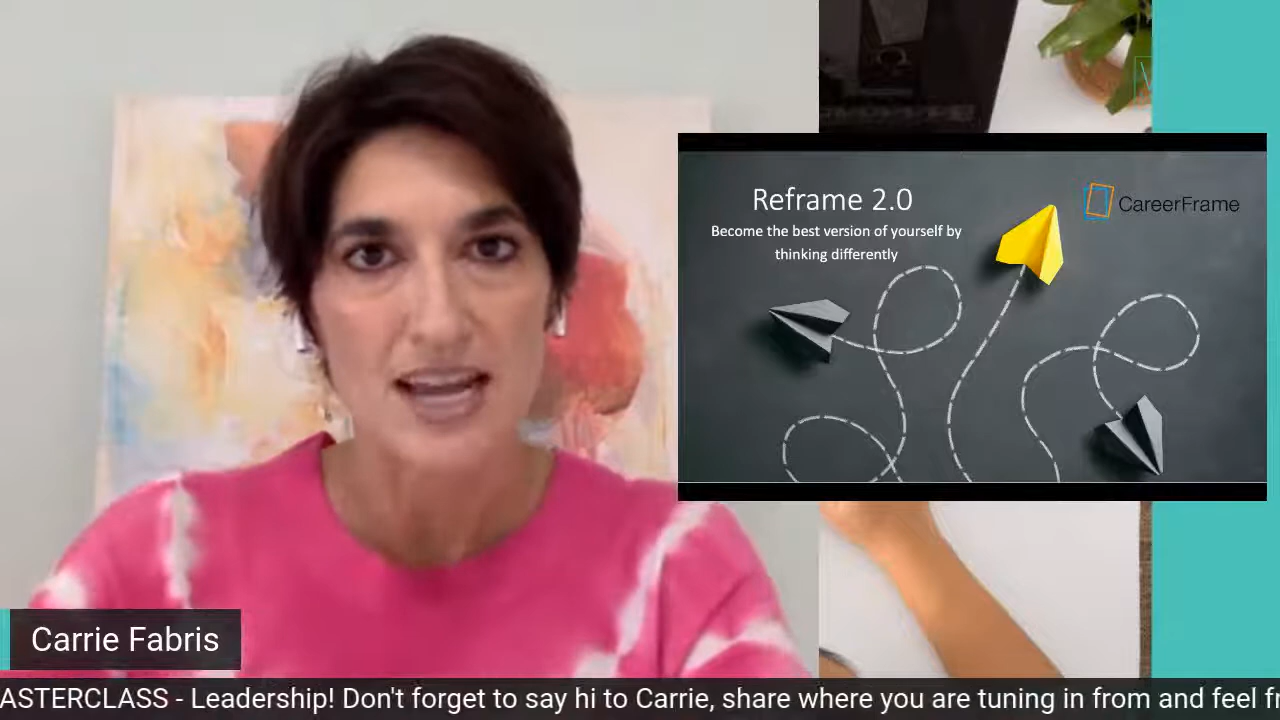 Reframe 2.0
Become the best version of yourself by
thinking differently
CareerFrame
Carrie Fabris
ASTERCLASS - Leadership! Don't forget to say hi to Carrie, share where you are tuning in from and feel fr